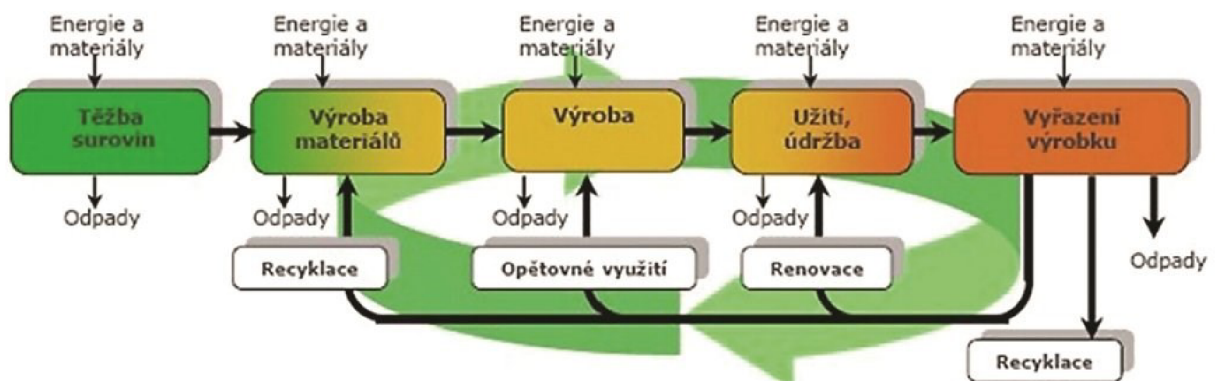 Energie a
materiály
Energie a
materiály
Energie a
materiály
Energie a
materiály
Energie a
materiály
Těžba
surovin
Výroba
materiálů
Výroba
Užití,
údržba
Vyřazení
výrobku
Odpady
Odpady
Odpady
Odpady
Odpady
Recyklace
Opětovné využití
Renovace
Recyklace